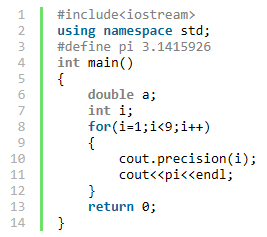 1 #include<iostream>
2 using namespace std;
3 #define pi 3.1415926
4 int main()
5 {
6     double a;
7     int i;
8     for(i=1;i<9;i++)
9     {
10         cout.precision(i);
11         cout<<pi<<endl;
12     }
13     return 0;
14 }